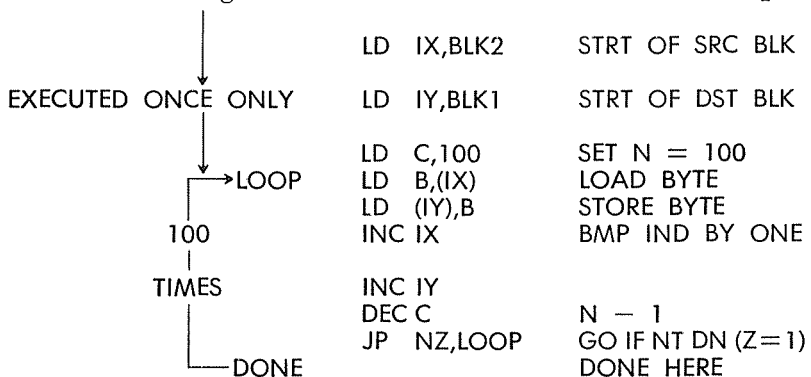 LD IX,BLK2 STRT OF SRC BLK
EXECUTED ONCE ONLY LD IY,BLK1 STRT OF DST BLK
LD C,100 SET N = 100
LOOP LD B,(IX) LOAD BYTE
LD (IY),B STORE BYTE
100 INC IX BMP IND BY ONE
TIMES INC IY
DEC C N – 1
JP NZ,LOOP GO IF NT DN (Z=1)
DONE DONE HERE